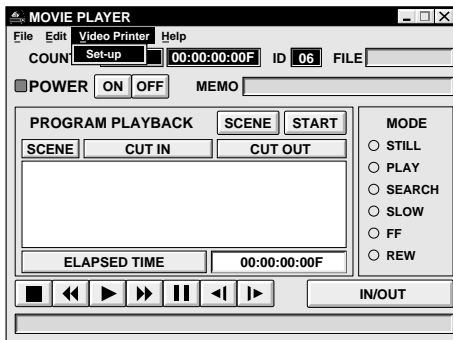 MOVIE PLAYER
File Edit Video Printer Help
Set-up
COUN 00:00:00:00F ID 06 FILE
POWER ON OFF MEMO
PROGRAM PLAYBACK SCENE START
SCENE CUT IN CUT OUT
ELAPSED TIME 00:00:00:00F
MODE
STILL
PLAY
SEARCH
SLOW
FF
REW
IN/OUT